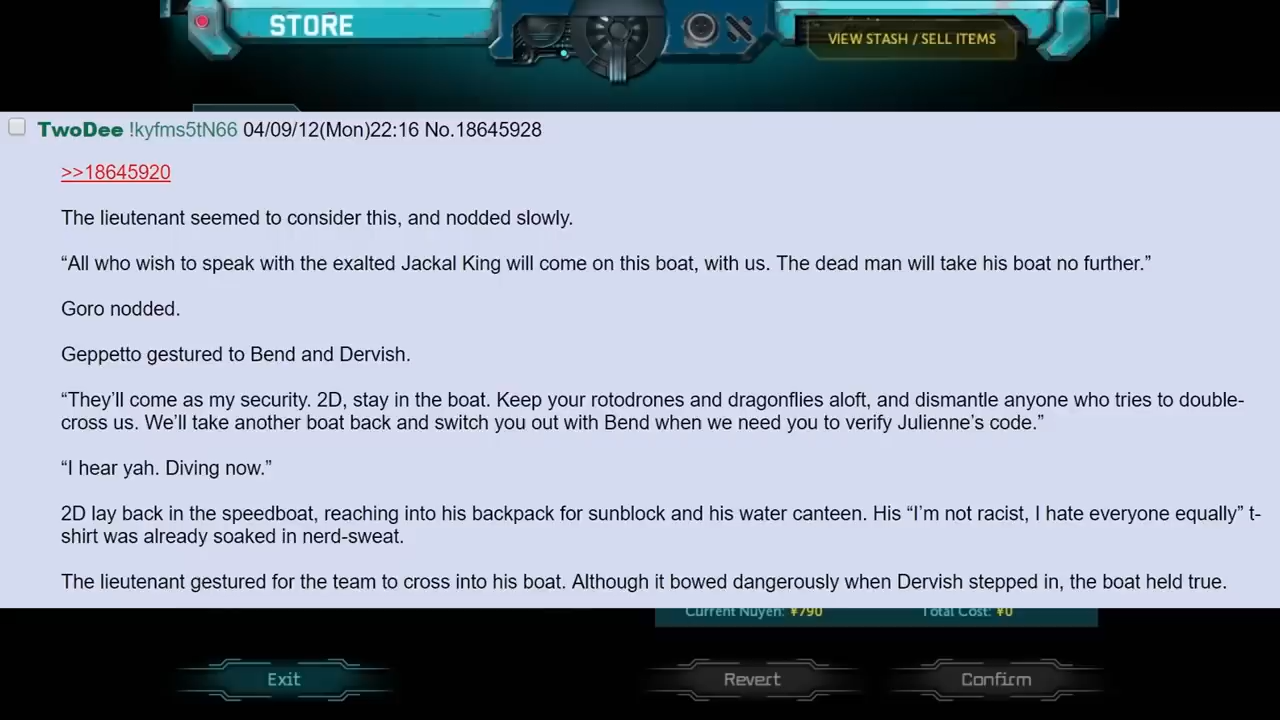 STORE
VIEW STASH / SELL ITEMS
TwoDee !kyfms5tN66 04/09/12(Mon)22:16 No.18645928
>>18645920
The lieutenant seemed to consider this, and nodded slowly.
“All who wish to speak with the exalted Jackal King will come on this boat, with us. The dead man will take his boat no further.”
Goro nodded.
Geppetto gestured to Bend and Dervish.
“They’ll come as my security. 2D, stay in the boat. Keep your rotodrones and dragonflies aloft, and dismantle anyone who tries to double-
cross us. We’ll take another boat back and switch you out with Bend when we need you to verify Julienne’s code.”
“I hear yah. Diving now.”
2D lay back in the speedboat, reaching into his backpack for sunblock and his water canteen. His “I’m not racist, I hate everyone equally” t-
shirt was already soaked in nerd-sweat.
The lieutenant gestured for the team to cross into his boat. Although it bowed dangerously when Dervish stepped in, the boat held true.
Current Nuyen: ¥790 Total Cost: ¥0
Exit Revert Confirm